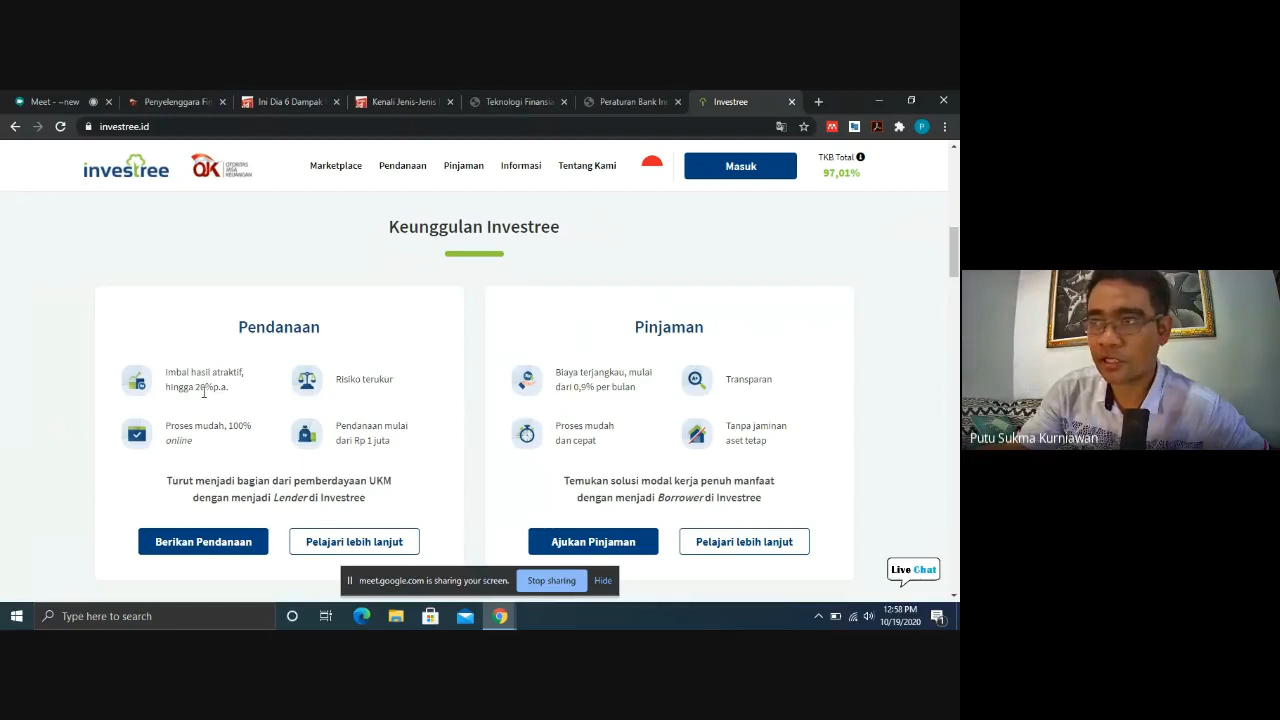 Meet - ~new
Penyelenggara Fin
Ini Dia 6 Dampak
Kenali Jenis-Jenis
Teknologi Finansia
Peraturan Bank In
Investree
investree.id
investree
OJK OTORITAS JASA KEUANGAN
Marketplace
Pendanaan
Pinjaman
Informasi
Tentang Kami
Masuk
TKB Total
97,01%
Keunggulan Investree
Pendanaan
Imbal hasil atraktif,
hingga 20%p.a.
Risiko terukur
Proses mudah, 100%
online
Pendanaan mulai
dari Rp 1 juta
Turut menjadi bagian dari pemberdayaan UKM
dengan menjadi Lender di Investree
Berikan Pendanaan
Pelajari lebih lanjut
Pinjaman
Biaya terjangkau, mulai
dari 0,9% per bulan
Transparan
Proses mudah
dan cepat
Tanpa jaminan
aset tetap
Temukan solusi modal kerja penuh manfaat
dengan menjadi Borrower di Investree
Ajukan Pinjaman
Pelajari lebih lanjut
Live Chat
meet.google.com is sharing your screen.
Stop sharing
Hide
Type here to search
12:58 PM
10/19/2020
Putu Sukma Kurniawan